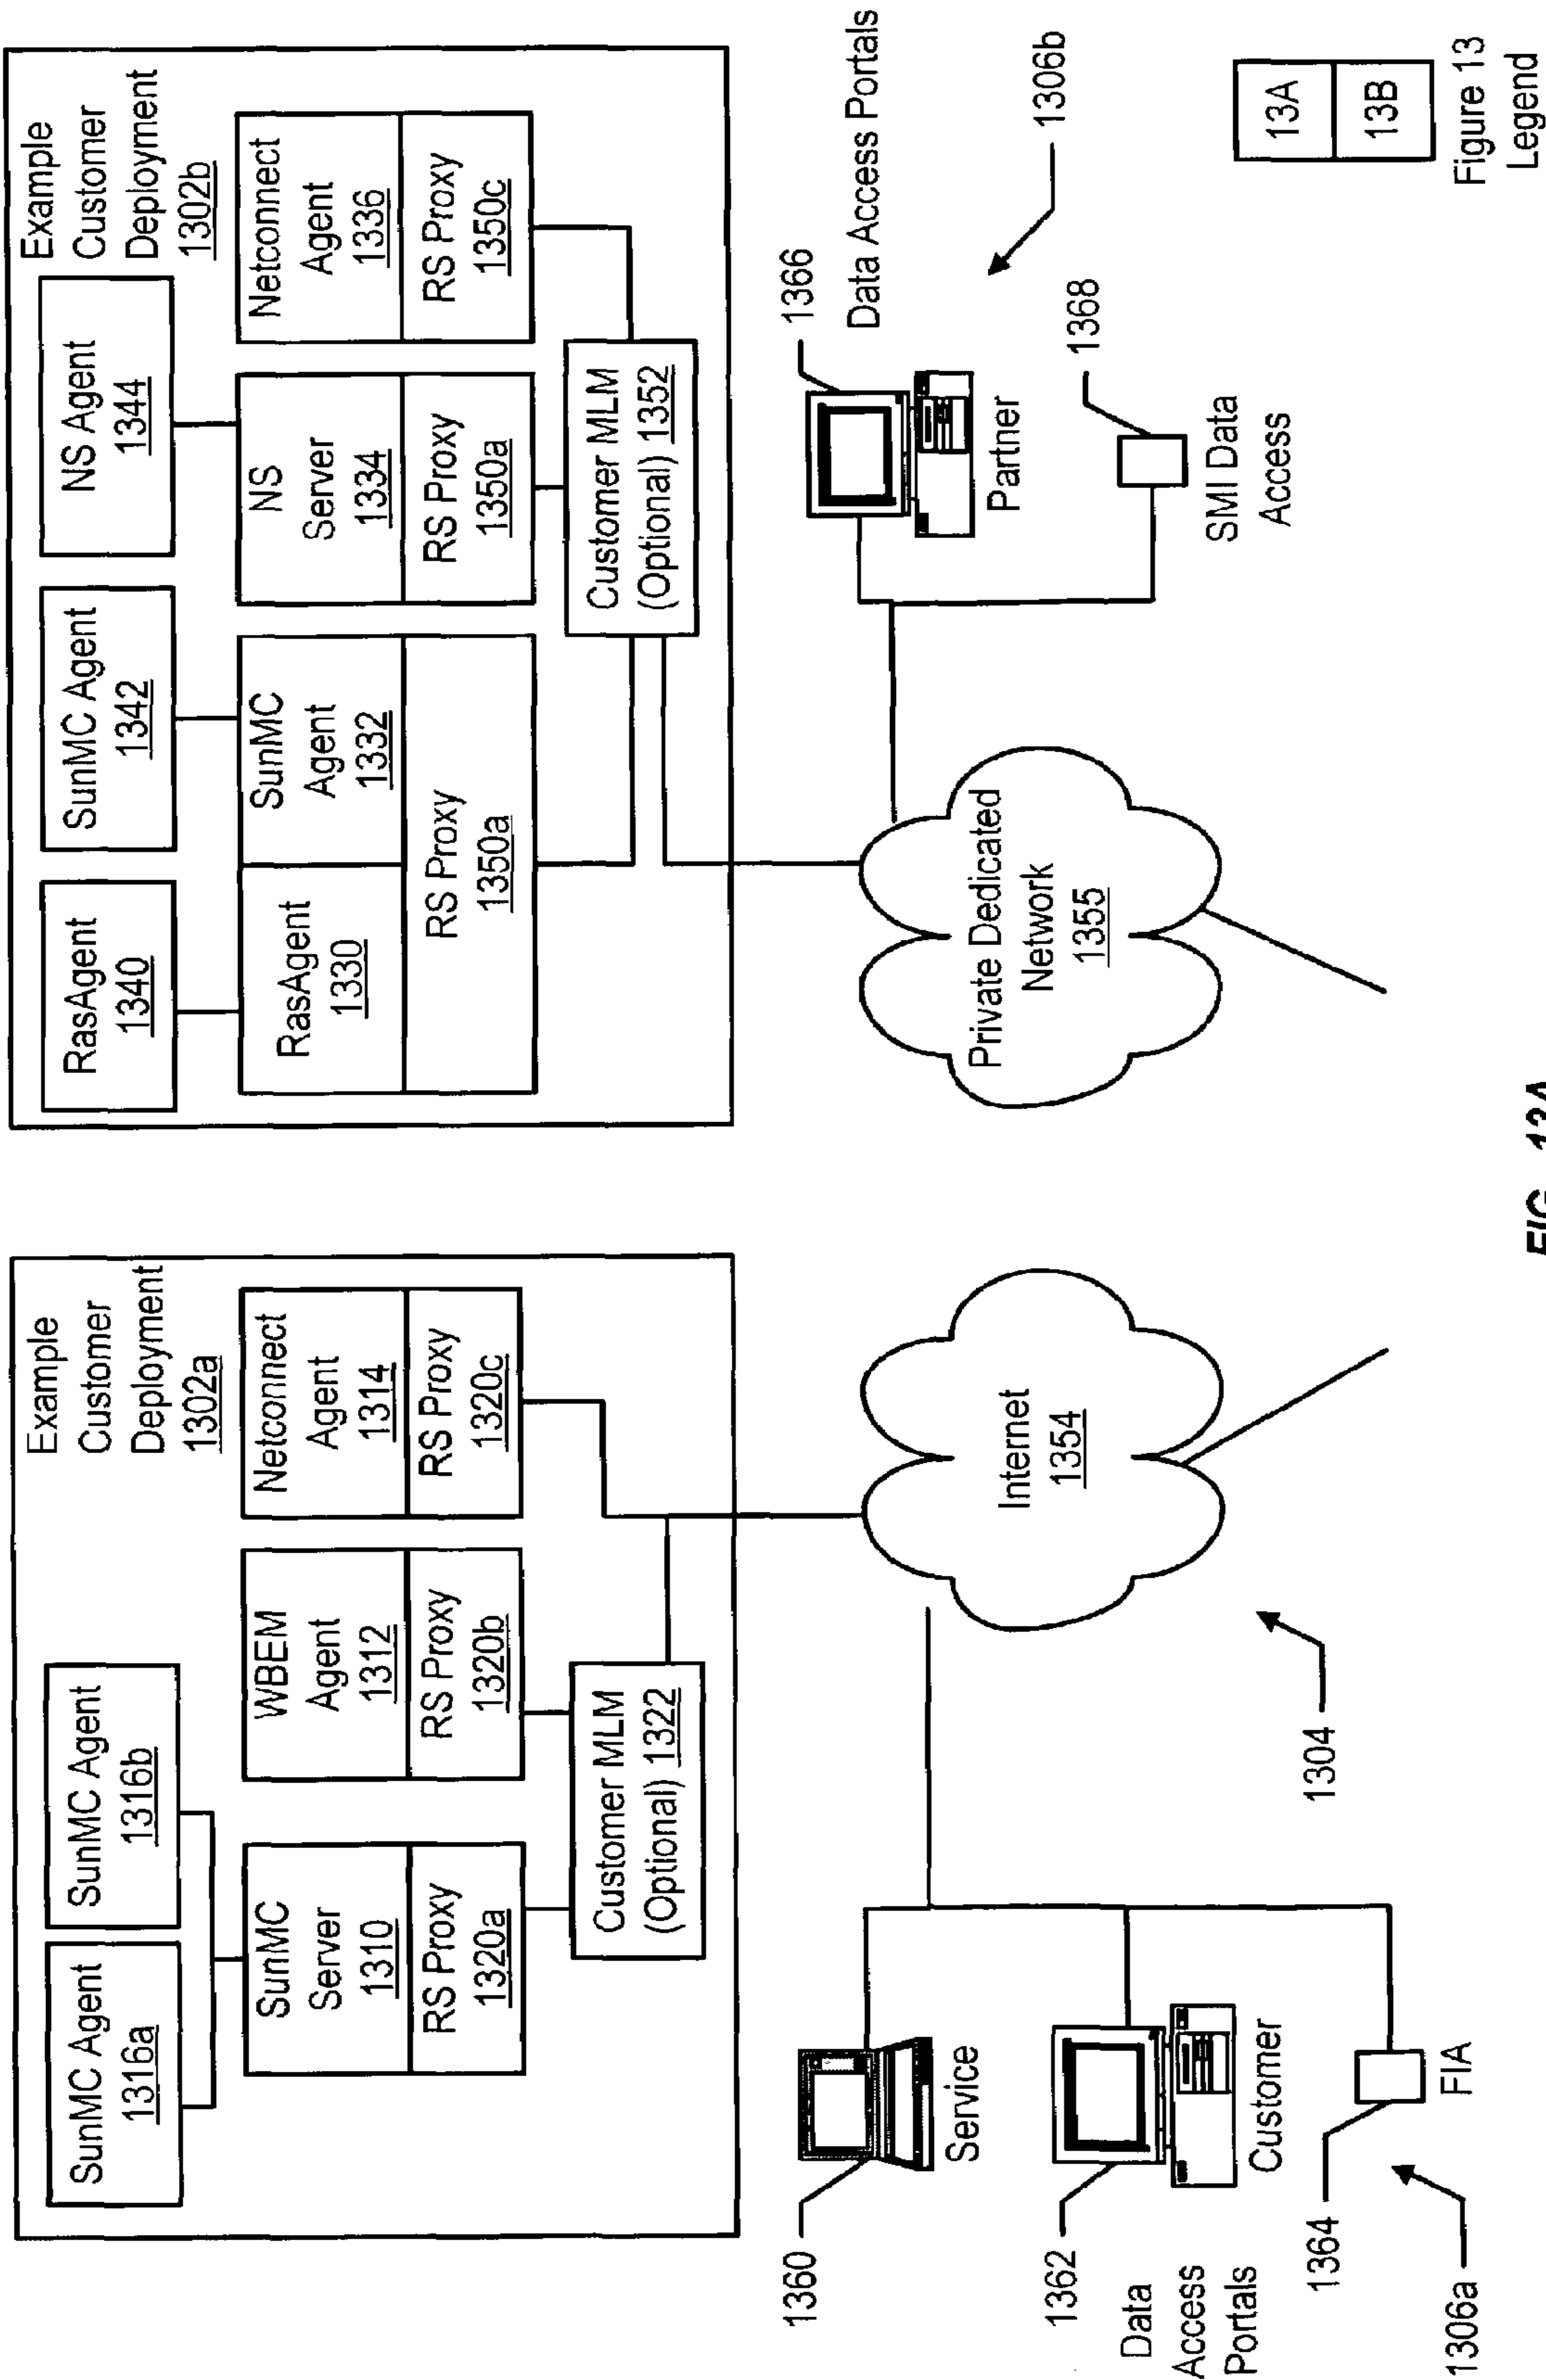 Example
Customer
Deployment
1302a
SunMC Agent
1316a
SunMC Agent
1316b
SunMC
Server
1310
RS Proxy
1320a
WBEM
Agent
1312
RS Proxy
1320b
Netconnect
Agent
1314
RS Proxy
1320c
Customer MLM
(Optional) 1322
Example
Customer
Deployment
1302b
RasAgent
1340
SunMC Agent
1342
NS Agent
1344
RasAgent
1330
SunMC
Agent
1332
RS Proxy
1350a
NS
Server
1334
RS Proxy
1350a
Netconnect
Agent
1336
RS Proxy
1350c
Customer MLM
(Optional) 1352
1360
Service
1362
Customer
Data
Access
Portals
1364
FIA
1306a
Internet
1354
1304
Private Dedicated
Network
1355
1366
Data Access Portals
Partner
1306b
1368
SMI Data
Access
13A
13B
Figure 13
Legend
FIG. 13A